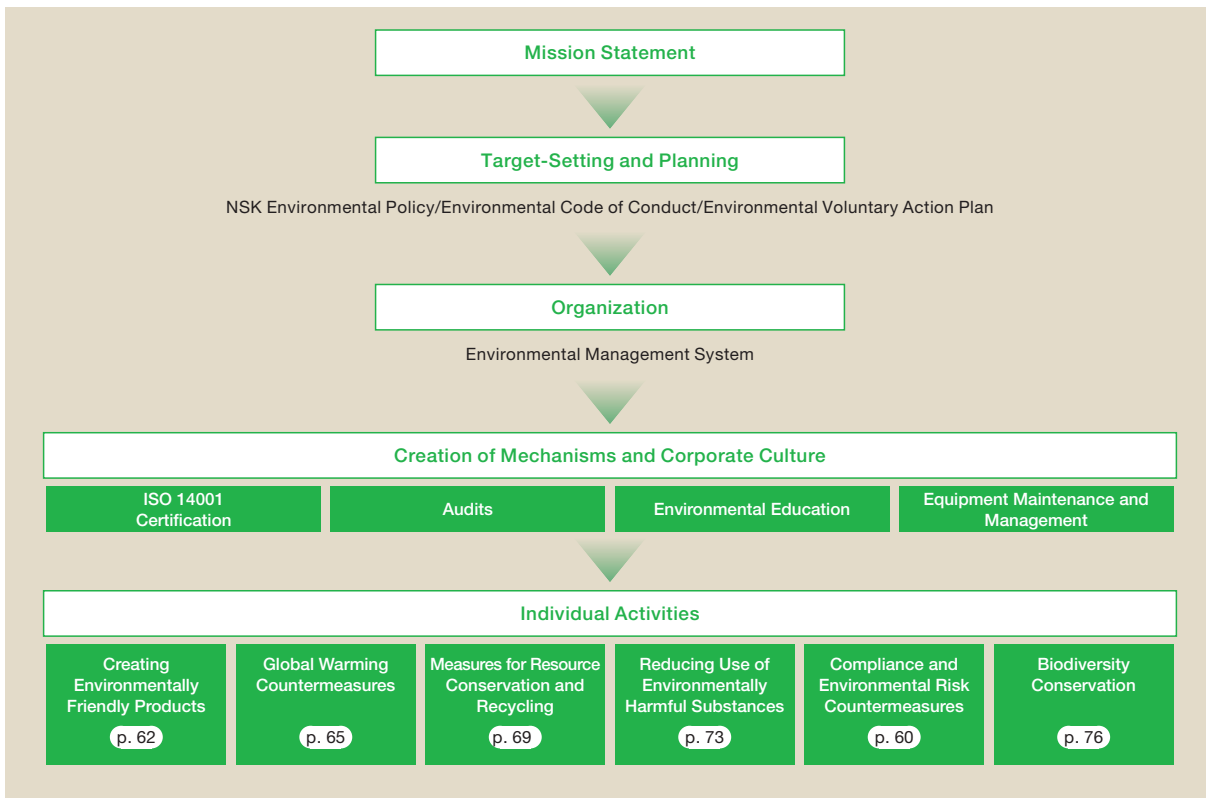 Mission Statement
Target-Setting and Planning
NSK Environmental Policy/Environmental Code of Conduct/Environmental Voluntary Action Plan
Organization
Environmental Management System
Creation of Mechanisms and Corporate Culture
ISO 14001
Certification
Audits
Environmental Education
Equipment Maintenance and
Management
Individual Activities
Creating
Environmentally
Friendly Products
p. 62
Global Warming
Countermeasures
p. 65
Measures for Resource
Conservation and
Recycling
p. 69
Reducing Use of
Environmentally
Harmful Substances
p. 73
Compliance and
Environmental Risk
Countermeasures
p. 60
Biodiversity
Conservation
p. 76